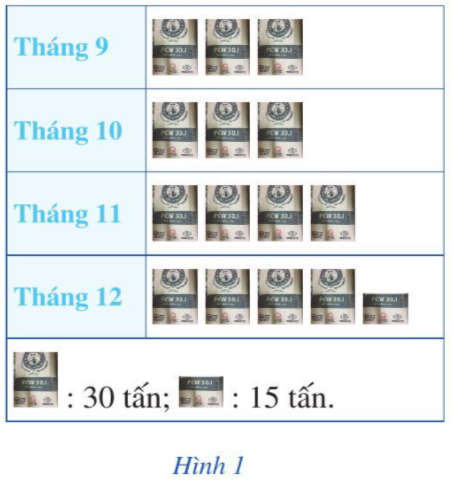 Tháng 9
Tháng 10
Tháng 11
Tháng 12
: 30 tấn; : 15 tấn.
Hình 1